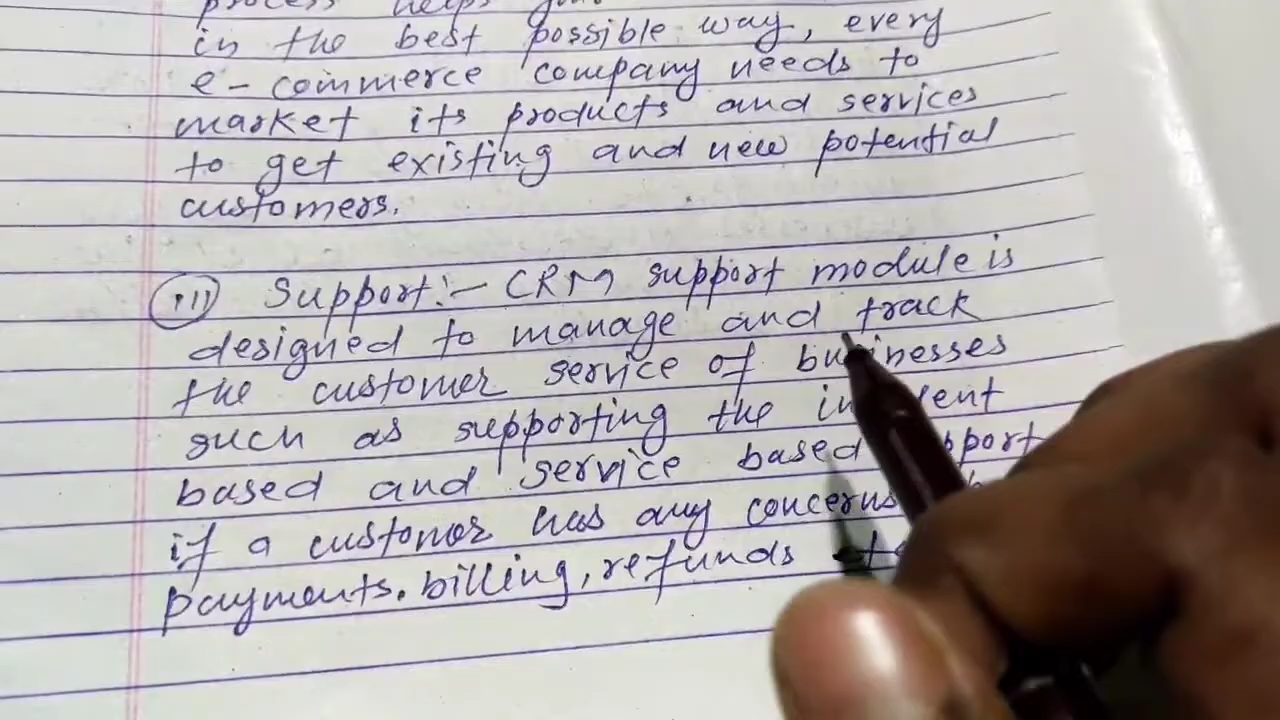 process helps
in the best possible way, every
e-commerce company needs to
market its products and services
to get existing and new potential
customers.
(iii) Support:- CRM support module is
designed to manage and track
the customer service of businesses
such as supporting the
based and service based
if a customer has any concerns
payments. billing, refunds